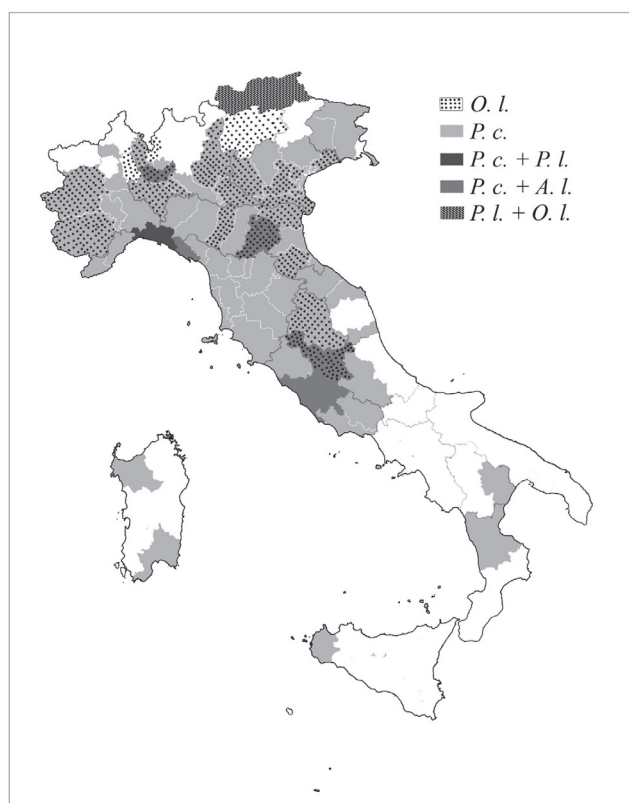 O. l.
P. c.
P. c. + P. l.
P. c. + A. l.
P. l. + O. l.